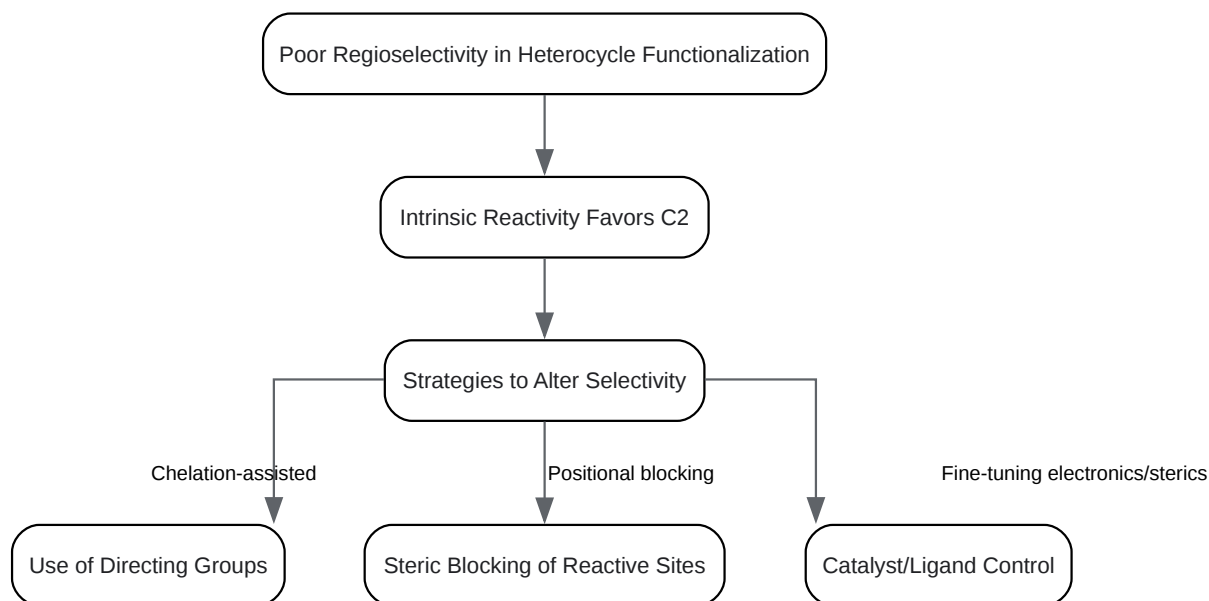 Poor Regioselectivity in Heterocycle Functionalization
Intrinsic Reactivity Favors C2
Strategies to Alter Selectivity
Chelation-assisted
Positional blocking
Fine-tuning electronics/sterics
Use of Directing Groups
Steric Blocking of Reactive Sites
Catalyst/Ligand Control